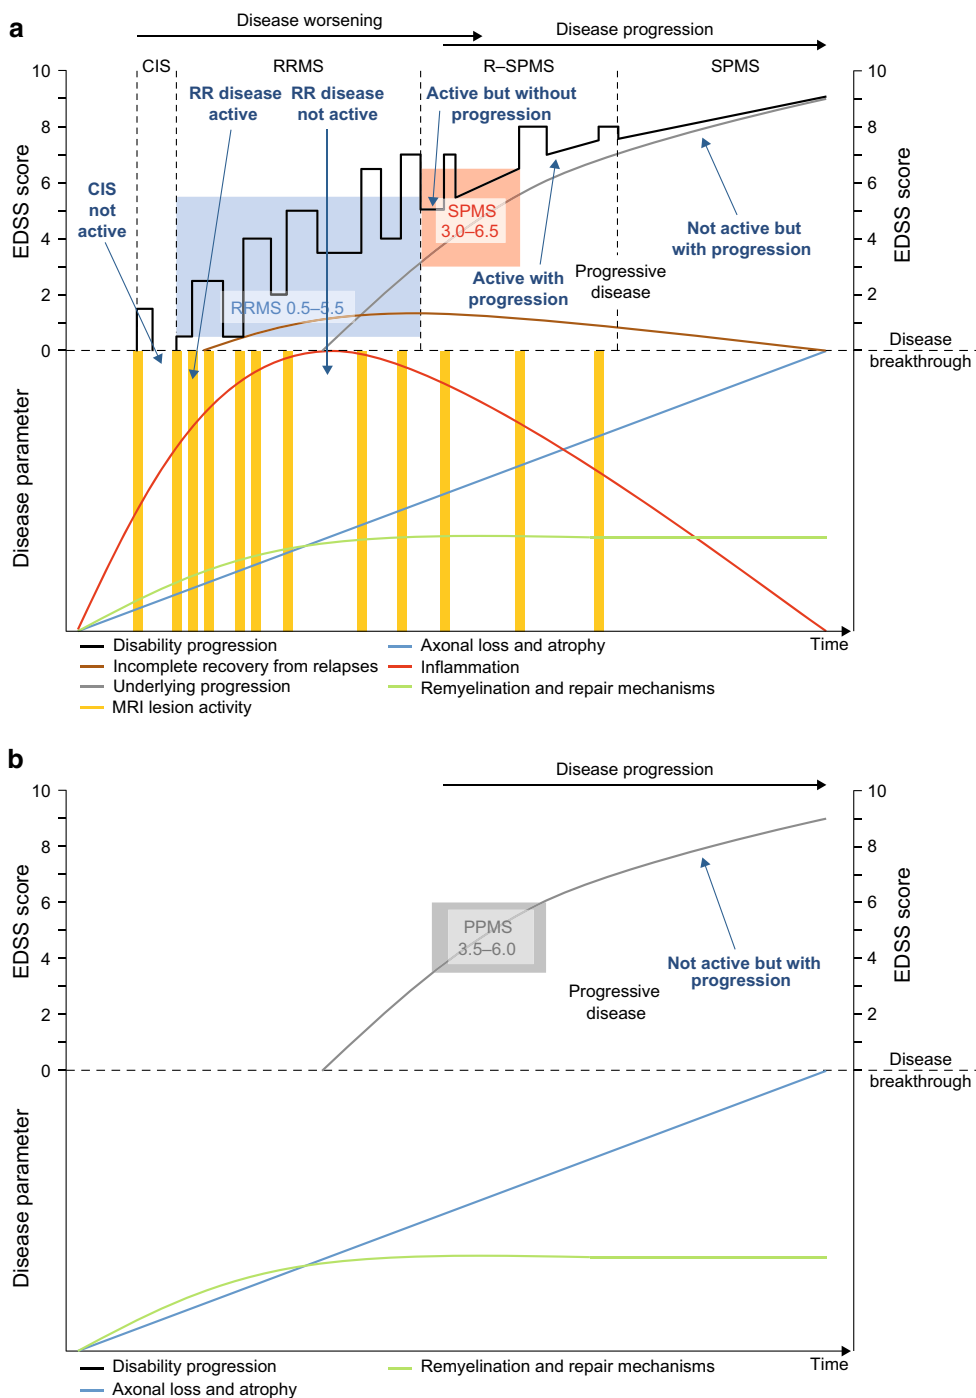 a
Disease worsening
Disease progression
CIS
RRMS
R–SPMS
SPMS
10
8
6
4
2
0
EDSS score
10
8
6
4
2
0
EDSS score
RR disease
active
RR disease
not active
Active but without
progression
CIS
not
active
SPMS
3.0–6.5
Not active but
with progression
Active with
progression
Progressive
disease
RRMS 0.5–5.5
Disease
breakthrough
Disease parameter
Time
Disability progression
Incomplete recovery from relapses
Underlying progression
MRI lesion activity
Axonal loss and atrophy
Inflammation
Remyelination and repair mechanisms
b
Disease progression
10
8
6
4
2
0
EDSS score
10
8
6
4
2
0
EDSS score
PPMS
3.5–6.0
Not active but with
progression
Progressive
disease
Disease
breakthrough
Disease parameter
Time
Disability progression
Axonal loss and atrophy
Remyelination and repair mechanisms